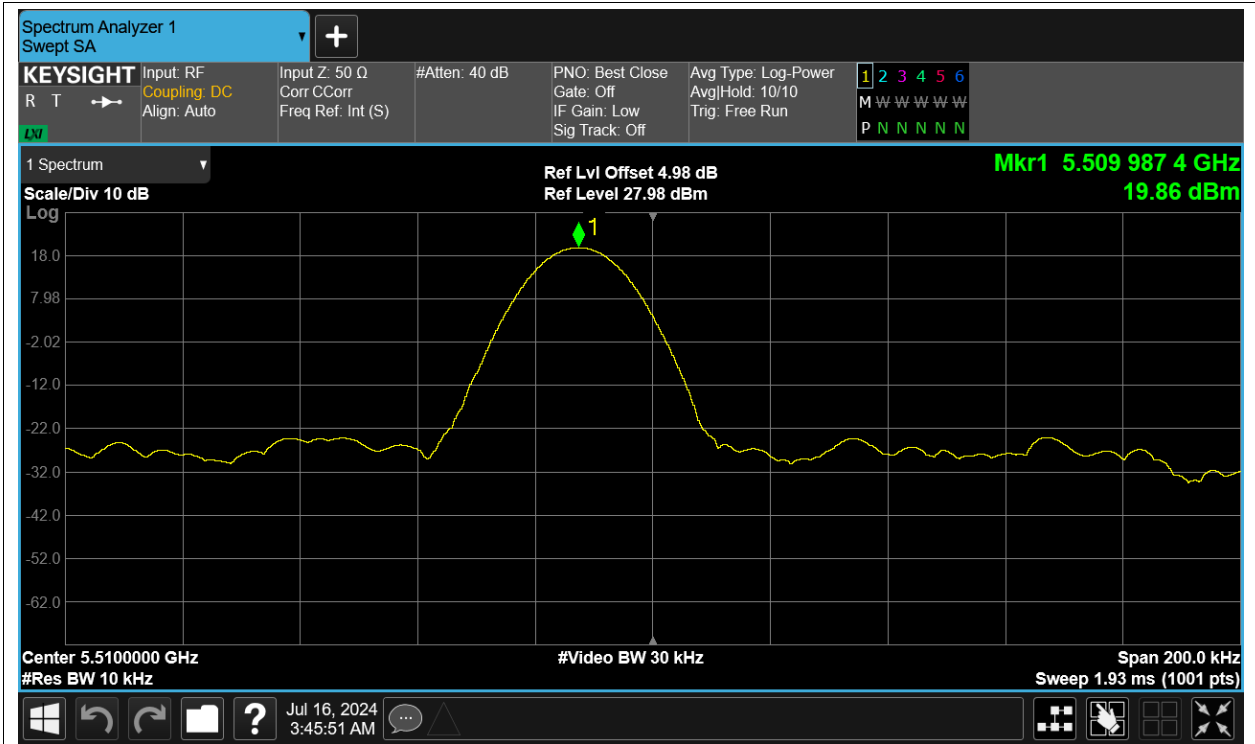 Spectrum Analyzer 1
Swept SA
KEYSIGHT
R T
LXI
Input: RF
Coupling: DC
Align: Auto
Input Z: 50 Ω
Corr CCorr
Freq Ref: Int (S)
#Atten: 40 dB
PNO: Best Close
Gate: Off
IF Gain: Low
Sig Track: Off
Avg Type: Log-Power
Avg|Hold: 10/10
Trig: Free Run
1 2 3 4 5 6
M W W W W W
P N N N N N
1 Spectrum
Scale/Div 10 dB
Log
Ref Lvl Offset 4.98 dB
Ref Level 27.98 dBm
Mkr1 5.509 987 4 GHz
19.86 dBm
1
18.0
7.98
-2.02
-12.0
-22.0
-32.0
-42.0
-52.0
-62.0
Center 5.5100000 GHz
#Video BW 30 kHz
Span 200.0 kHz
#Res BW 10 kHz
Sweep 1.93 ms (1001 pts)
?
Jul 16, 2024
3:45:51 AM